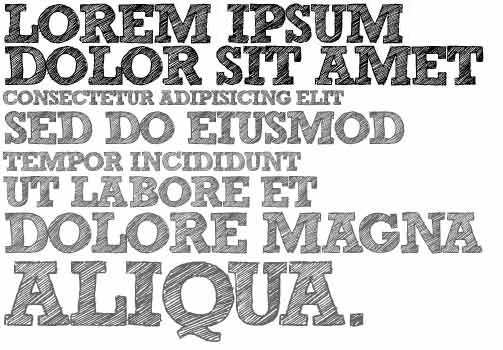 LOREM IPSUM
DOLOR SIT AMET
CONSECTETUR ADIPISICING ELIT
SED DO EIUSMOD
TEMPOR INCIDIDUNT
UT LABORE ET
DOLORE MAGNA
ALIQUA.